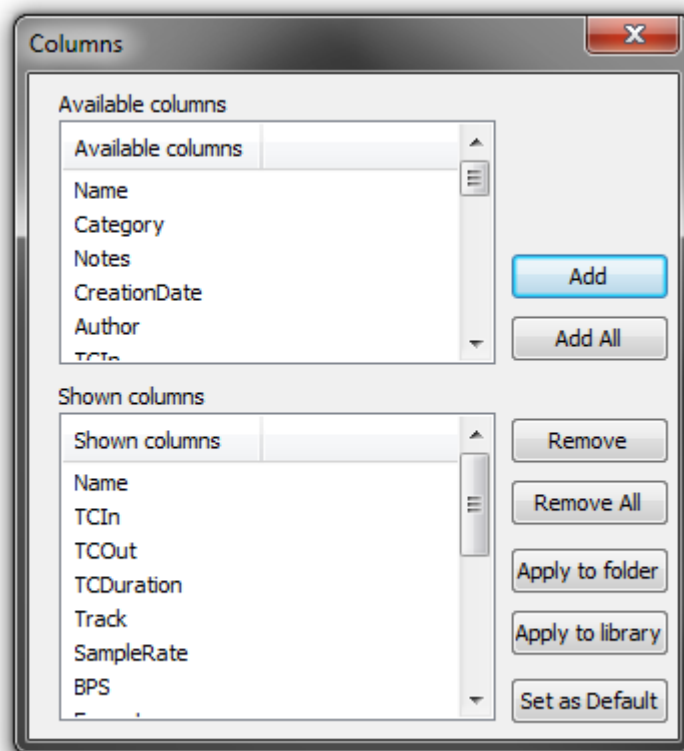 Columns
Available columns
Available columns
Name
Category
Notes
CreationDate
Author
TCIn
Add
Add All
Shown columns
Shown columns
Name
TCIn
TCOut
TCDuration
Track
SampleRate
BPS
Remove
Remove All
Apply to folder
Apply to library
Set as Default